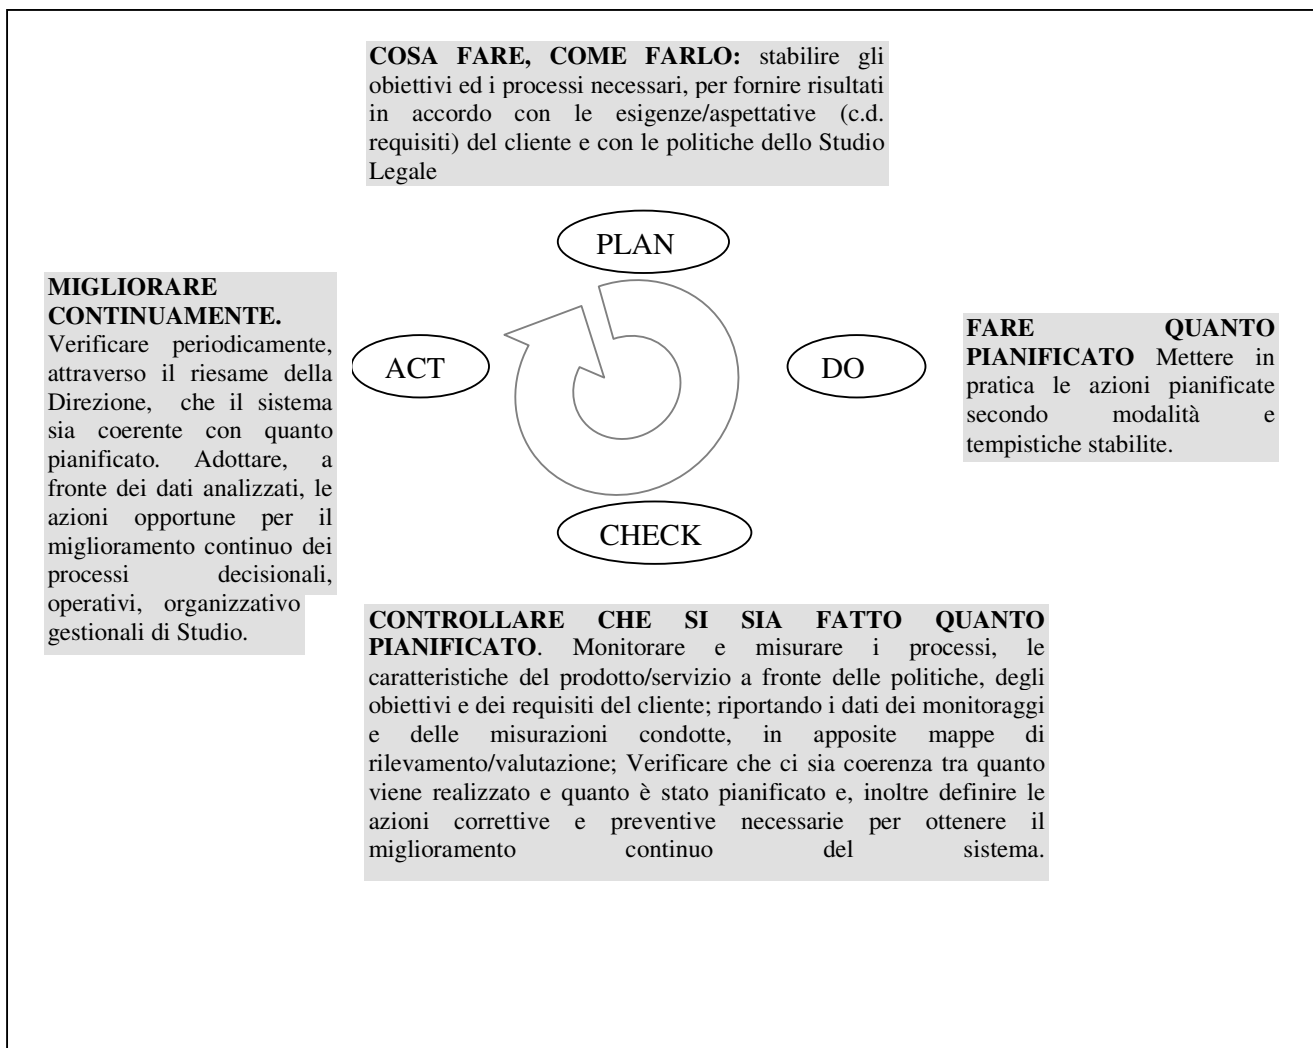 COSA FARE, COME FARLO: stabilire gli
obiettivi ed i processi necessari, per fornire risultati
in accordo con le esigenze/aspettative (c.d.
requisiti) del cliente e con le politiche dello Studio
Legale
PLAN
MIGLIORARE
CONTINUAMENTE.
Verificare periodicamente,
attraverso il riesame della
Direzione, che il sistema
sia coerente con quanto
pianificato. Adottare, a
fronte dei dati analizzati, le
azioni opportune per il
miglioramento continuo dei
processi decisionali,
operativi, organizzativo
gestionali di Studio.
ACT
DO
FARE QUANTO
PIANIFICATO Mettere in
pratica le azioni pianificate
secondo modalità e
tempistiche stabilite.
CHECK
CONTROLLARE CHE SI SIA FATTO QUANTO
PIANIFICATO. Monitorare e misurare i processi, le
caratteristiche del prodotto/servizio a fronte delle politiche, degli
obiettivi e dei requisiti del cliente; riportando i dati dei monitoraggi
e delle misurazioni condotte, in apposite mappe di
rilevamento/valutazione; Verificare che ci sia coerenza tra quanto
viene realizzato e quanto è stato pianificato e, inoltre definire le
azioni correttive e preventive necessarie per ottenere il
miglioramento continuo del sistema.